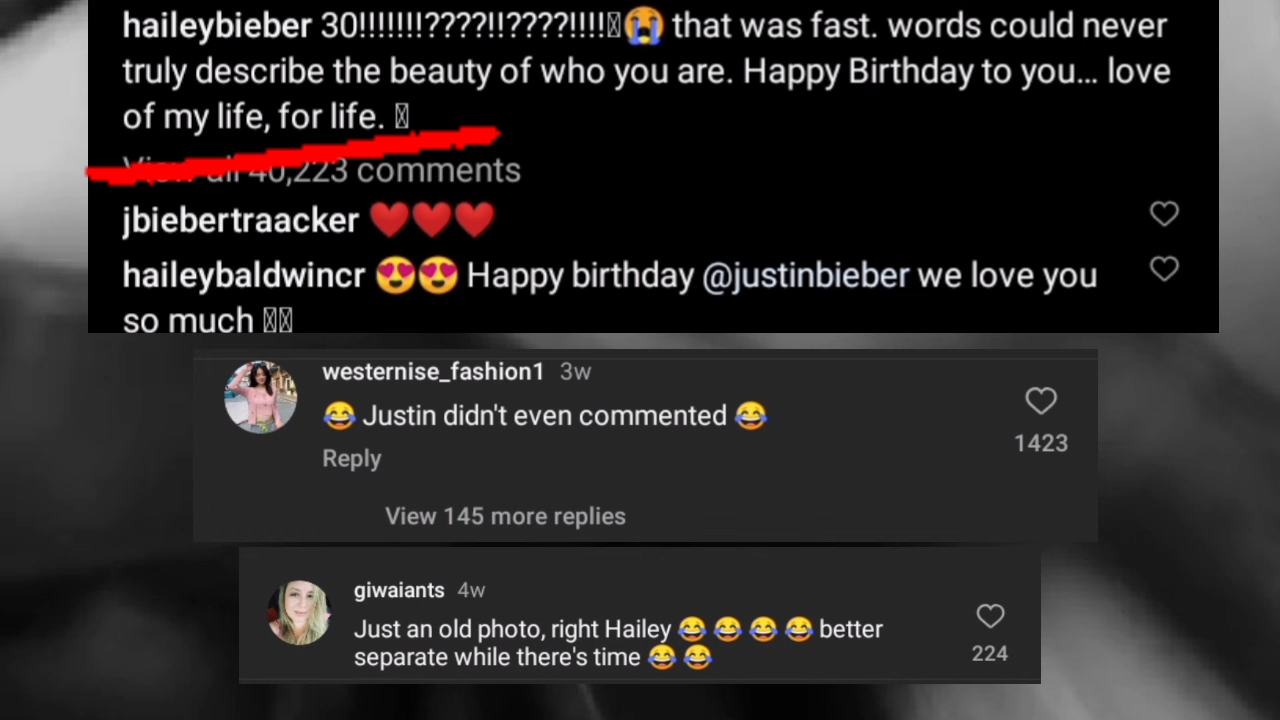 haileybieber 30!!!!!!!????!!????!!!!😭 that was fast. words could never
truly describe the beauty of who you are. Happy Birthday to you... love
of my life, for life.
View all 40,223 comments
jbiebertraacker ❤️❤️❤️
haileybaldwincr 😍😍 Happy birthday @justinbieber we love you
so much
westernise_fashion1 3w
😂 Justin didn't even commented 😂
1423
Reply
View 145 more replies
giwaiants 4w
Just an old photo, right Hailey 😂 😂 😂 😂 better
separate while there's time 😂 😂
224